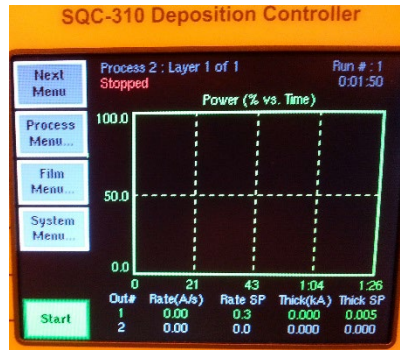 SQC-310 Deposition Controller
Next
Menu
Process 2 : Layer 1 of 1
Run # : 1
Stopped
0:01:50
Power (% vs. Time)
Process
Menu...
Film
Menu...
System
Menu...
100.0
50.0
0.0
0 21 43 1:04 1:26
Start
Out# Rate(A/s) Rate SP Thick(kA) Thick SP
1 0.00 0.3 0.000 0.005
2 0.00 0.0 0.000 0.000